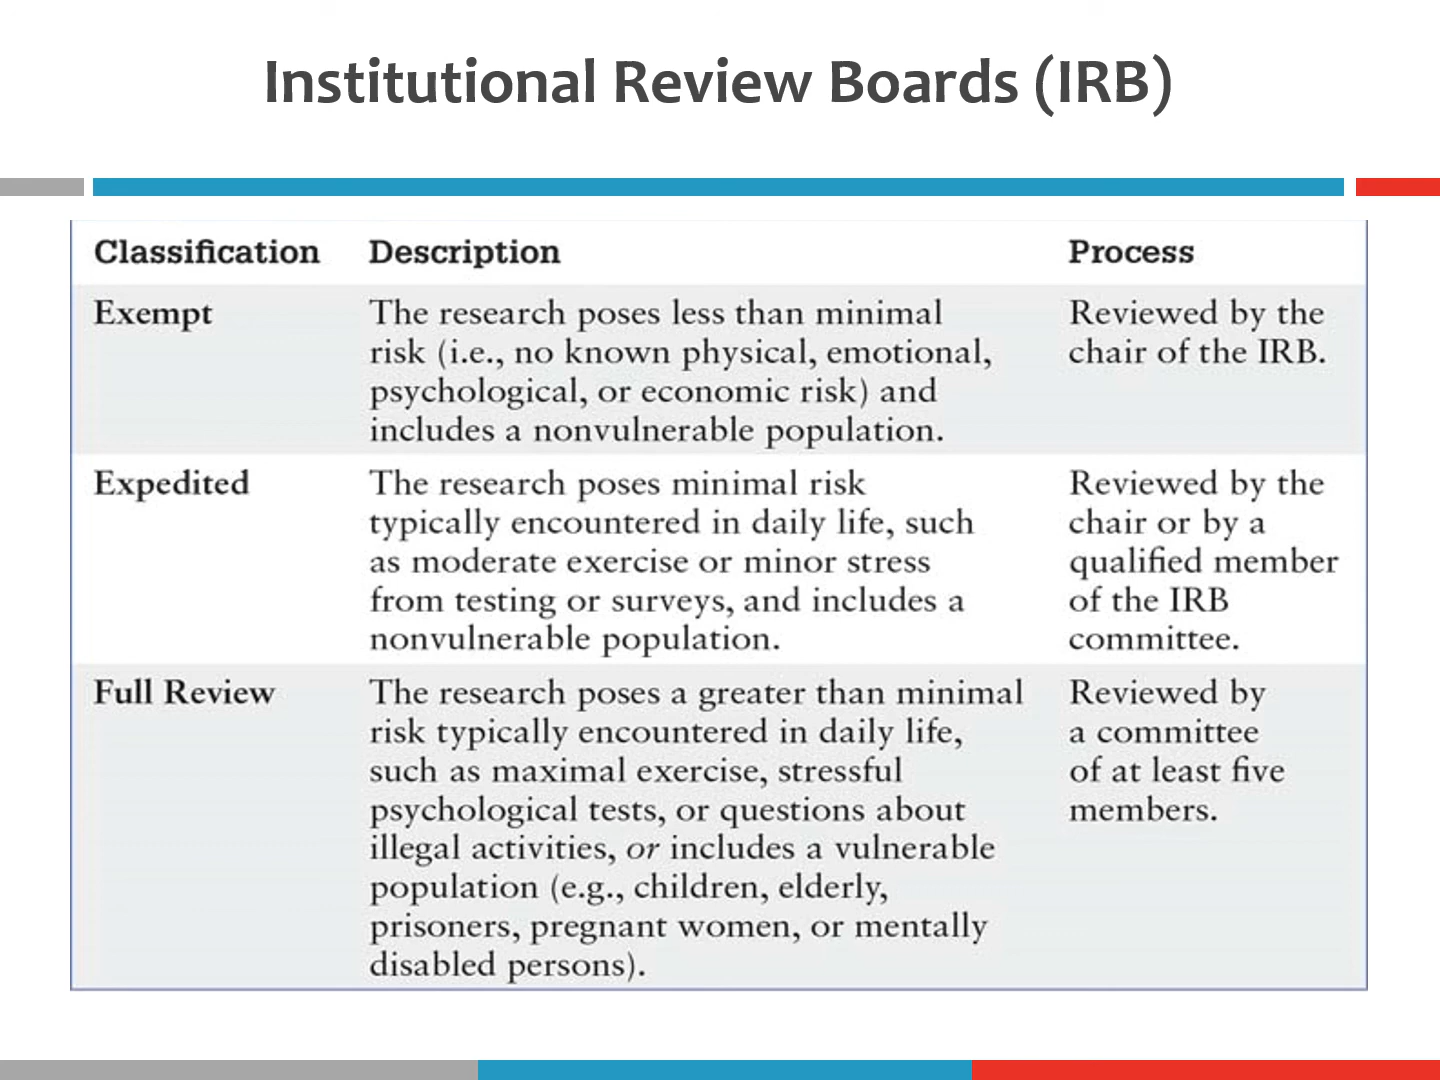 Institutional Review Boards (IRB)
Classification Description Process
Exempt
The research poses less than minimal
risk (i.e., no known physical, emotional,
psychological, or economic risk) and
includes a nonvulnerable population.
Reviewed by the
chair of the IRB.
Expedited
The research poses minimal risk
typically encountered in daily life, such
as moderate exercise or minor stress
from testing or surveys, and includes a
nonvulnerable population.
Reviewed by the
chair or by a
qualified member
of the IRB
committee.
Full Review
The research poses a greater than minimal
risk typically encountered in daily life,
such as maximal exercise, stressful
psychological tests, or questions about
illegal activities, or includes a vulnerable
population (e.g., children, elderly,
prisoners, pregnant women, or mentally
disabled persons).
Reviewed by
a committee
of at least five
members.